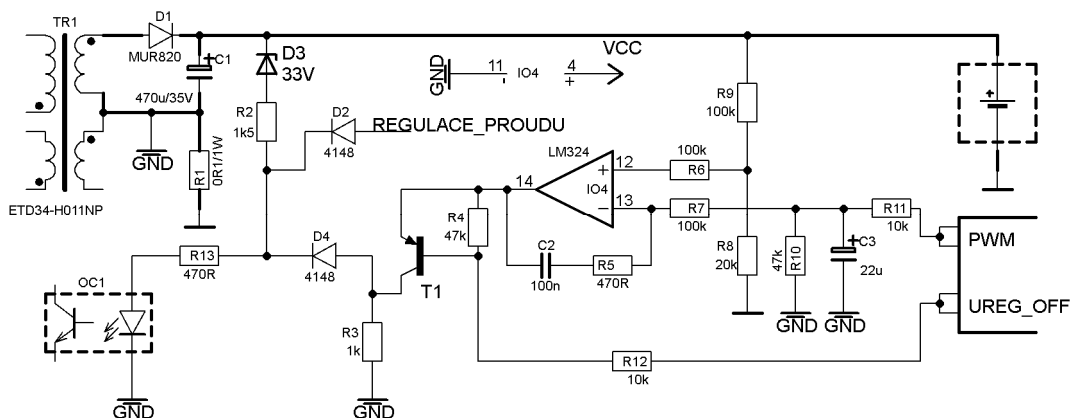 TR1
D1
MUR820
C1
470u/35V
GND
R1
0R1/1W
ETD34-H011NP
D3
33V
R2
1k5
D2
4148
REGULACE_PROUDU
GND
11
IO4
4
-
+
VCC
R9
100k
+
LM324
100k
R6
12
14
IO4
13
R7
100k
R4
47k
C2
100n
R5
470R
R8
20k
47k
R10
C3
22u
R11
10k
PWM
UREG_OFF
GND
GND
R13
470R
D4
4148
T1
OC1
R3
1k
R12
10k
GND
GND